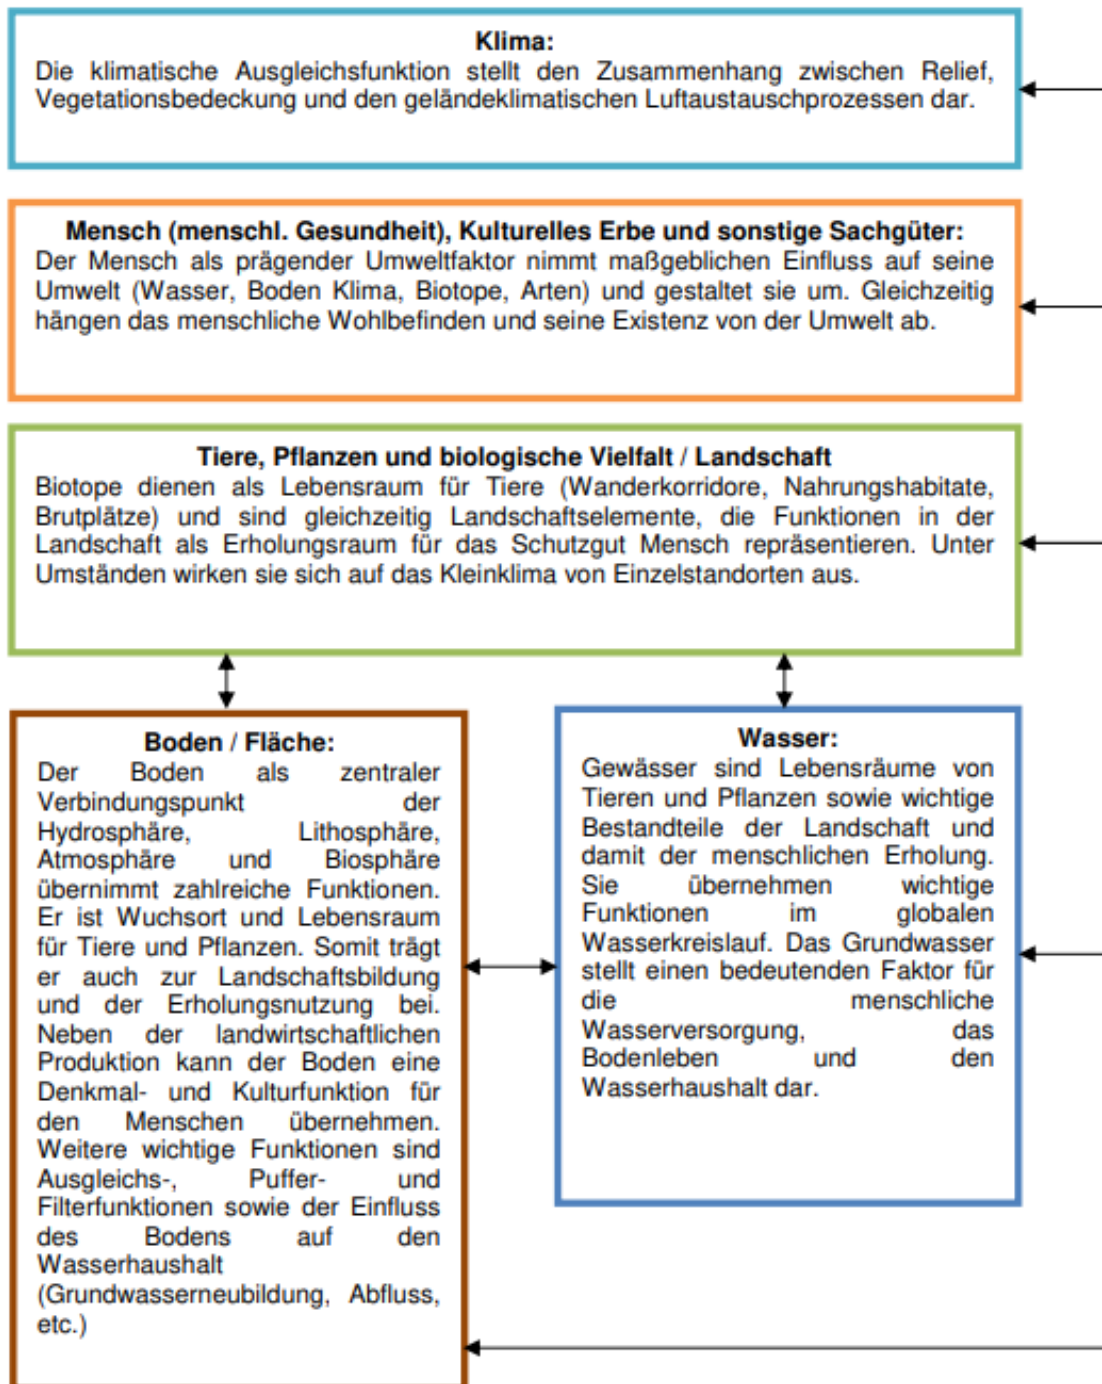 Klima:
Die klimatische Ausgleichsfunktion stellt den Zusammenhang zwischen Relief,
Vegetationsbedeckung und den geländeklimatischen Luftaustauschprozessen dar.
Mensch (menschl. Gesundheit), Kulturelles Erbe und sonstige Sachgüter:
Der Mensch als prägender Umweltfaktor nimmt maßgeblichen Einfluss auf seine
Umwelt (Wasser, Boden Klima, Biotope, Arten) und gestaltet sie um. Gleichzeitig
hängen das menschliche Wohlbefinden und seine Existenz von der Umwelt ab.
Tiere, Pflanzen und biologische Vielfalt / Landschaft
Biotope dienen als Lebensraum für Tiere (Wanderkorridore, Nahrungshabitate,
Brutplätze) und sind gleichzeitig Landschaftselemente, die Funktionen in der
Landschaft als Erholungsraum für das Schutzgut Mensch repräsentieren. Unter
Umständen wirken sie sich auf das Kleinklima von Einzelstandorten aus.
Boden / Fläche:
Der Boden als zentraler
Verbindungspunkt der
Hydrosphäre, Lithosphäre,
Atmosphäre und Biosphäre
übernimmt zahlreiche Funktionen.
Er ist Wuchsort und Lebensraum
für Tiere und Pflanzen. Somit trägt
er auch zur Landschaftsbildung
und der Erholungsnutzung bei.
Neben der landwirtschaftlichen
Produktion kann der Boden eine
Denkmal- und Kulturfunktion für
den Menschen übernehmen.
Weitere wichtige Funktionen sind
Ausgleichs-, Puffer- und
Filterfunktionen sowie der Einfluss
des Bodens auf den
Wasserhaushalt
(Grundwasserneubildung, Abfluss,
etc.)
Wasser:
Gewässer sind Lebensräume von
Tieren und Pflanzen sowie wichtige
Bestandteile der Landschaft und
damit der menschlichen Erholung.
Sie übernehmen wichtige
Funktionen im globalen
Wasserkreislauf. Das Grundwasser
stellt einen bedeutenden Faktor für
die menschliche
Wasserversorgung, das
Bodenleben und den
Wasserhaushalt dar.